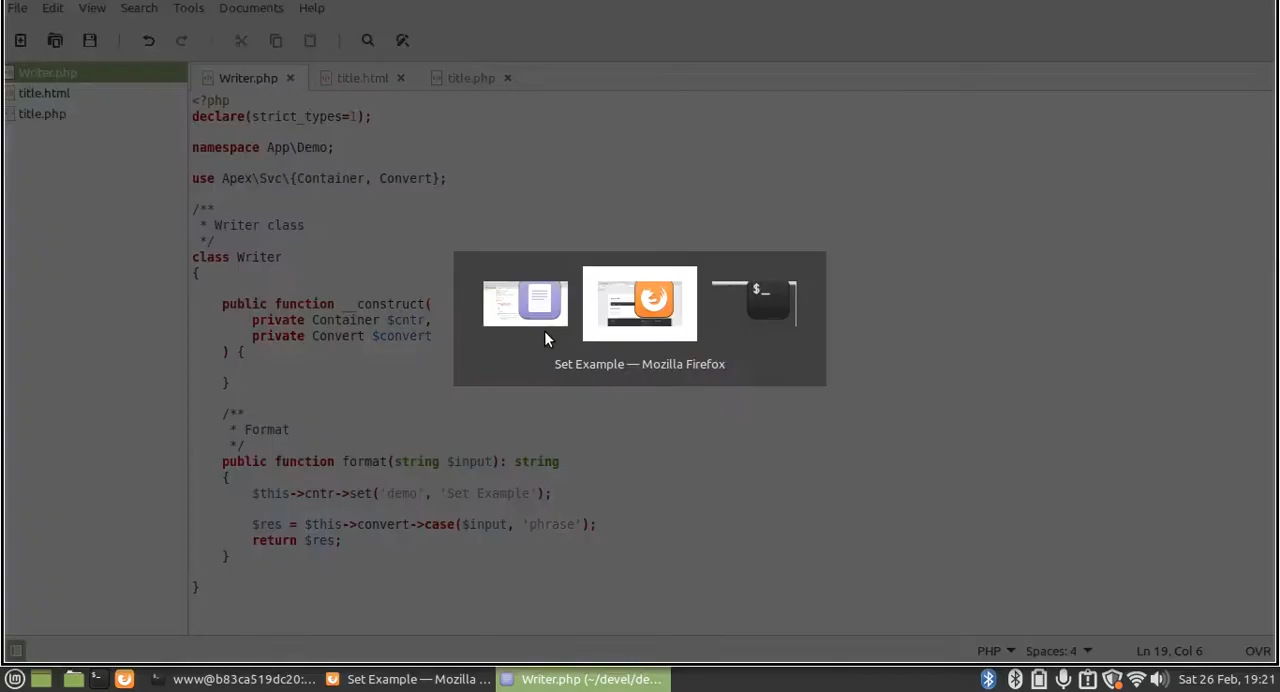 File Edit View Search Tools Documents Help
Writer.php
title.html
title.php
Writer.php title.html title.php
<?php
declare(strict_types=1);
namespace App\Demo;
use Apex\Svc\{Container, Convert};
/**
* Writer class
*/
class Writer
{
public function __construct(
private Container $cntr,
private Convert $convert
) {
}
/**
* Format
*/
public function format(string $input): string
{
$this->cntr->set('demo', 'Set Example');
$res = $this->convert->case($input, 'phrase');
return $res;
}
}
$_
Set Example — Mozilla Firefox
PHP Spaces: 4 Ln 19, Col 6 OVR
www@b83ca519dc20:... Set Example — Mozilla ... Writer.php (~/devel/de... Sat 26 Feb, 19:21